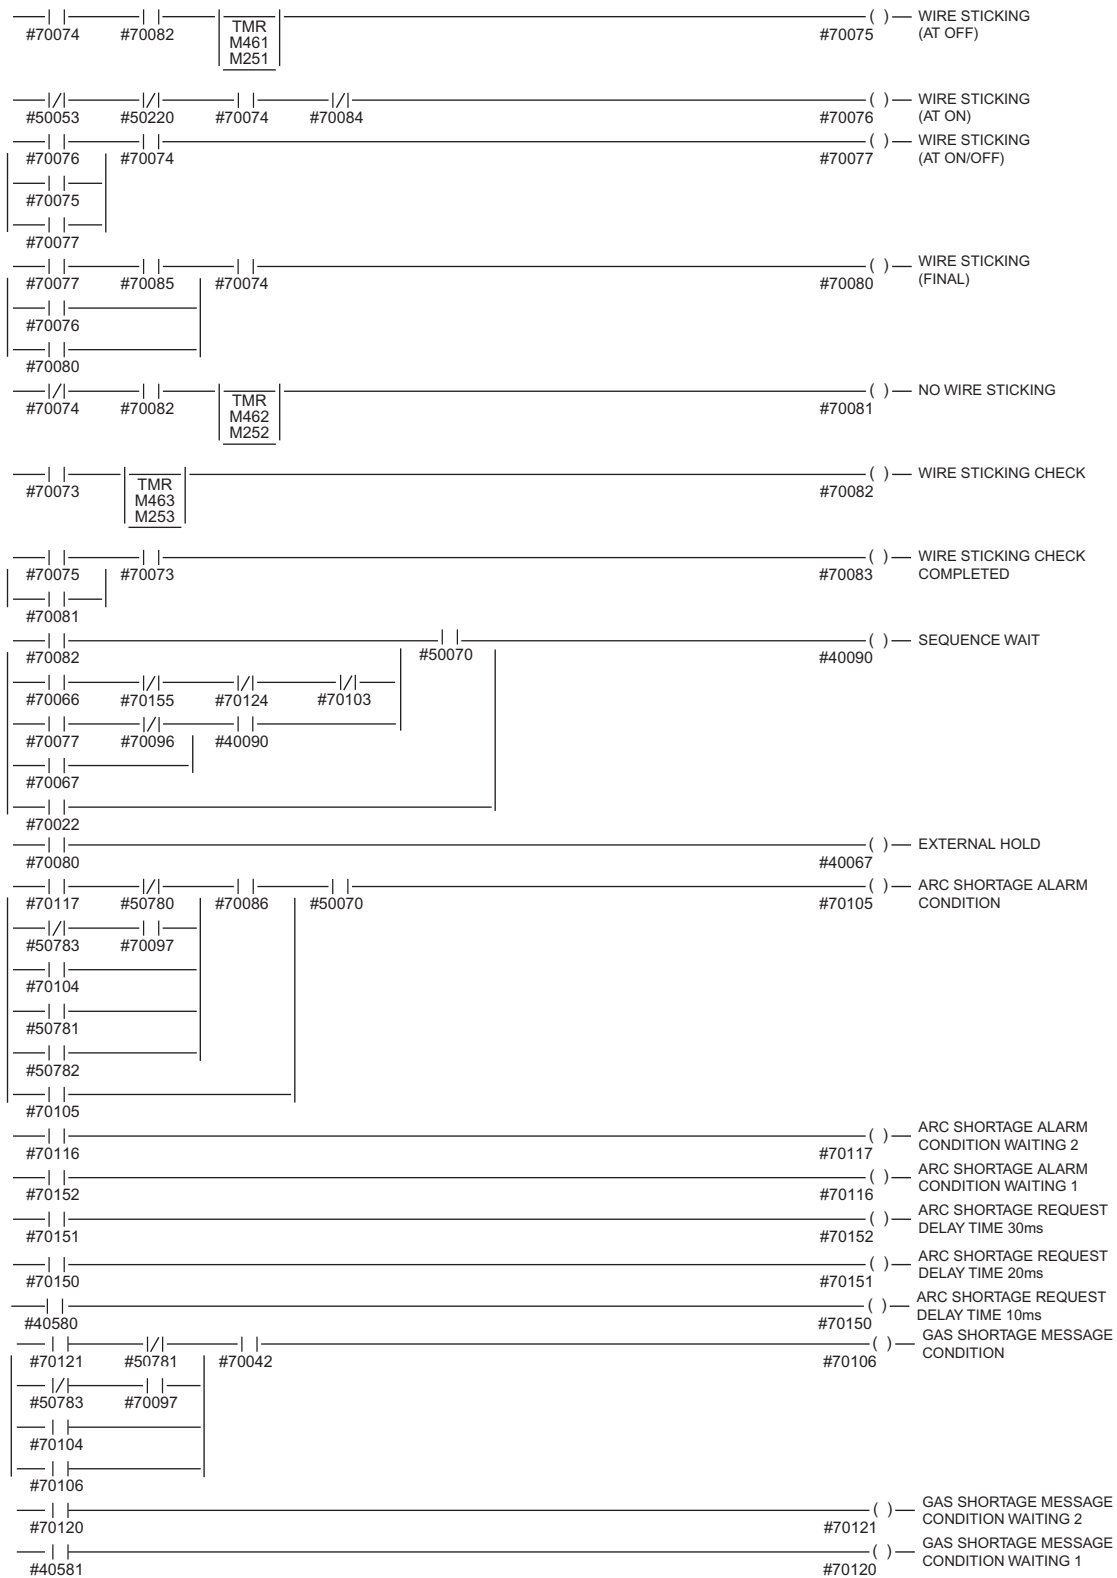 WIRE STICKING
#70074 #70082 TMR #70075 (AT OFF)
M461
M251
WIRE STICKING
#50053 #50220 #70074 #70084 #70076 (AT ON)
WIRE STICKING
#70076 #70074 #70077 (AT ON/OFF)
#70075
#70077
WIRE STICKING
#70077 #70085 #70074 #70080 (FINAL)
#70076
#70080
NO WIRE STICKING
#70074 #70082 TMR #70081
M462
M252
WIRE STICKING CHECK
#70073 TMR #70082
M463
M253
WIRE STICKING CHECK
#70075 #70073 #70083 COMPLETED
#70081
SEQUENCE WAIT
#70082 #50070 #40090
#70066 #70155 #70124 #70103
#70077 #70096 #40090
#70067
#70022
EXTERNAL HOLD
#70080 #40067
ARC SHORTAGE ALARM
#70117 #50780 #70086 #50070 #70105 CONDITION
#50783 #70097
#70104
#50781
#50782
#70105
ARC SHORTAGE ALARM
#70116 #70117 CONDITION WAITING 2
ARC SHORTAGE ALARM
#70152 #70116 CONDITION WAITING 1
ARC SHORTAGE REQUEST
#70151 #70152 DELAY TIME 30ms
ARC SHORTAGE REQUEST
#70150 #70151 DELAY TIME 20ms
ARC SHORTAGE REQUEST
#40580 #70150 DELAY TIME 10ms
GAS SHORTAGE MESSAGE
#70121 #50781 #70042 #70106 CONDITION
#50783 #70097
#70104
#70106
GAS SHORTAGE MESSAGE
#70120 #70121 CONDITION WAITING 2
GAS SHORTAGE MESSAGE
#40581 #70120 CONDITION WAITING 1